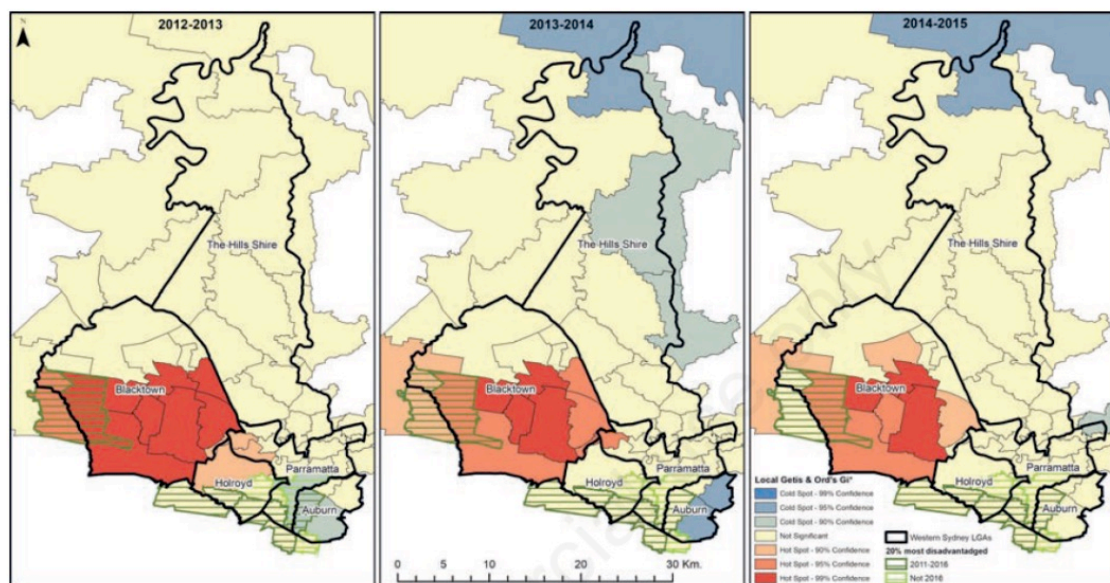 N
2012-2013
The Hills Shire
Blacktown
Parramatta
Holroyd
Auburn
2013-2014
The Hills Shire
Blacktown
Parramatta
Holroyd
Auburn
0 10 20 30 Km.
2014-2015
The Hills Shire
Blacktown
Parramatta
Holroyd
Auburn
Local Getis & Ord's Gi*
Cold Spot - 99% Confidence
Cold Spot - 95% Confidence
Cold Spot - 90% Confidence
Not Significant
Hot Spot - 90% Confidence
Hot Spot - 95% Confidence
Hot Spot - 99% Confidence
Western Sydney LGAs
20% most disadvantadged
2011-2016
Not 2016